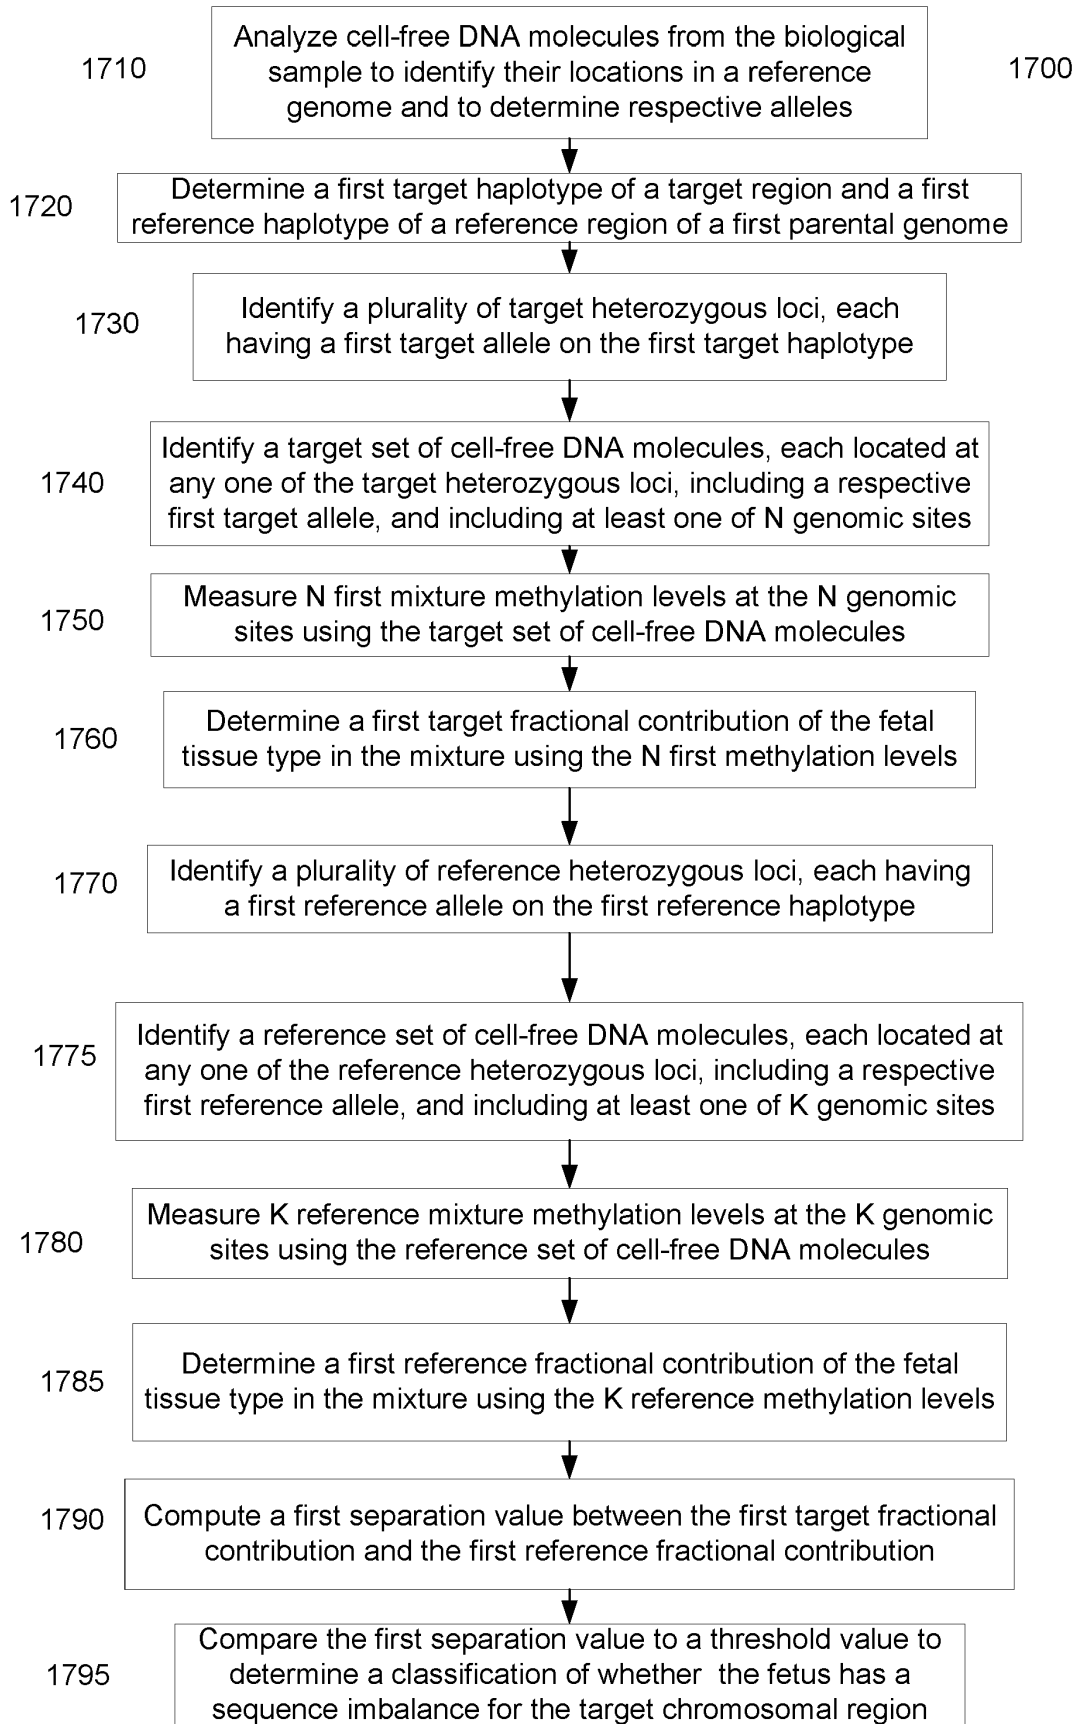 Analyze cell-free DNA molecules from the biological
sample to identify their locations in a reference
genome and to determine respective alleles
1710
1700
Determine a first target haplotype of a target region and a first
reference haplotype of a reference region of a first parental genome
1720
Identify a plurality of target heterozygous loci, each
having a first target allele on the first target haplotype
1730
Identify a target set of cell-free DNA molecules, each located at
any one of the target heterozygous loci, including a respective
first target allele, and including at least one of N genomic sites
1740
Measure N first mixture methylation levels at the N genomic
sites using the target set of cell-free DNA molecules
1750
Determine a first target fractional contribution of the fetal
tissue type in the mixture using the N first methylation levels
1760
Identify a plurality of reference heterozygous loci, each having
a first reference allele on the first reference haplotype
1770
Identify a reference set of cell-free DNA molecules, each located at
any one of the reference heterozygous loci, including a respective
first reference allele, and including at least one of K genomic sites
1775
Measure K reference mixture methylation levels at the K genomic
sites using the reference set of cell-free DNA molecules
1780
Determine a first reference fractional contribution of the fetal
tissue type in the mixture using the K reference methylation levels
1785
Compute a first separation value between the first target fractional
contribution and the first reference fractional contribution
1790
Compare the first separation value to a threshold value to
determine a classification of whether the fetus has a
sequence imbalance for the target chromosomal region
1795